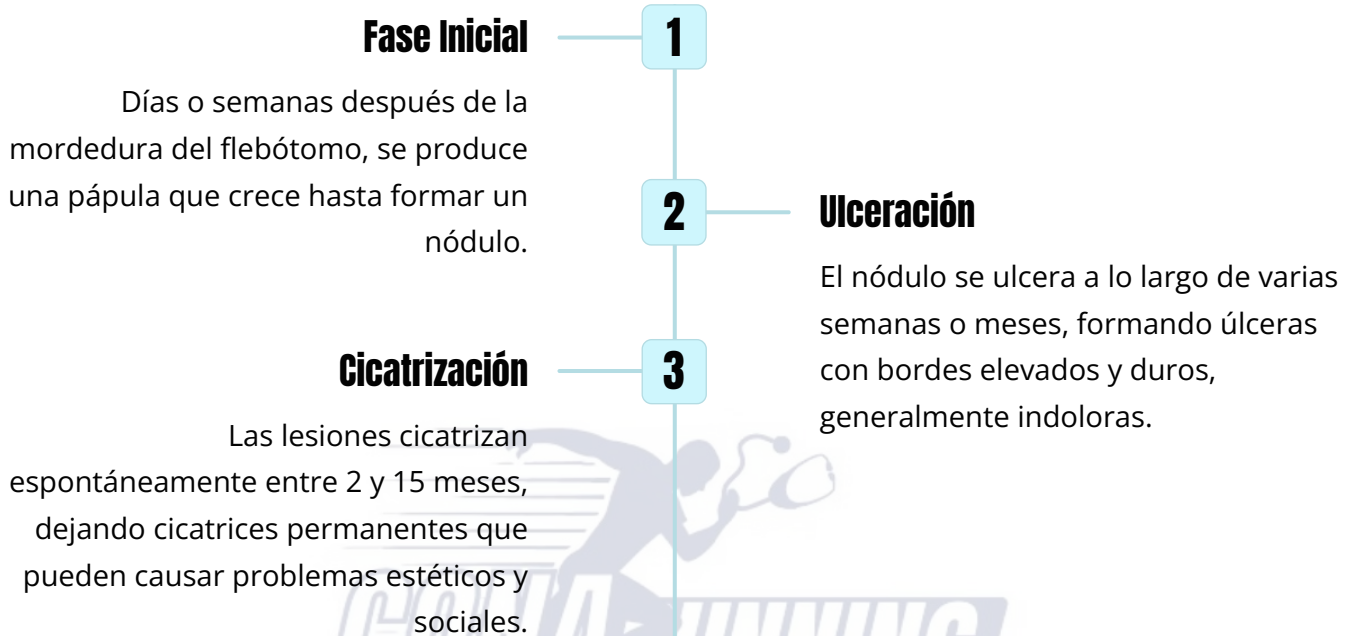 Fase Inicial
1
Días o semanas después de la
mordedura del flebótomo, se produce
una pápula que crece hasta formar un
nódulo.
2
Ulceración
El nódulo se ulcera a lo largo de varias
semanas o meses, formando úlceras
con bordes elevados y duros,
generalmente indoloras.
Cicatrización
3
Las lesiones cicatrizan
espontáneamente entre 2 y 15 meses,
dejando cicatrices permanentes que
pueden causar problemas estéticos y
sociales.